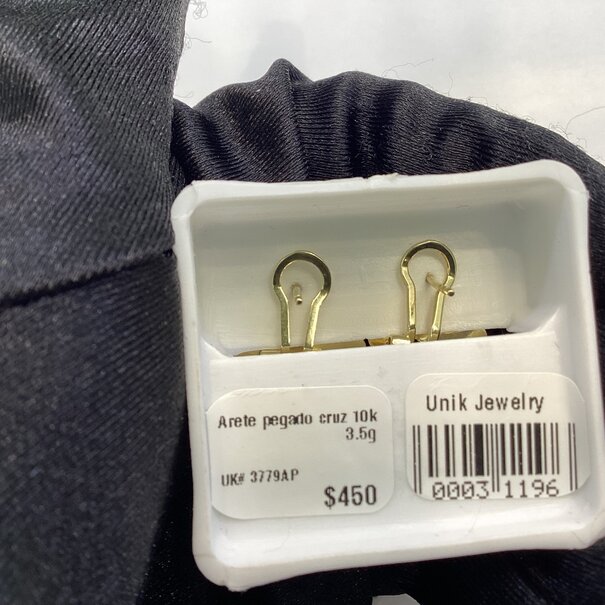 Arete pegado cruz 10k
3.5g
UK# 3779AP
$450
Unik Jewelry
0003 1196